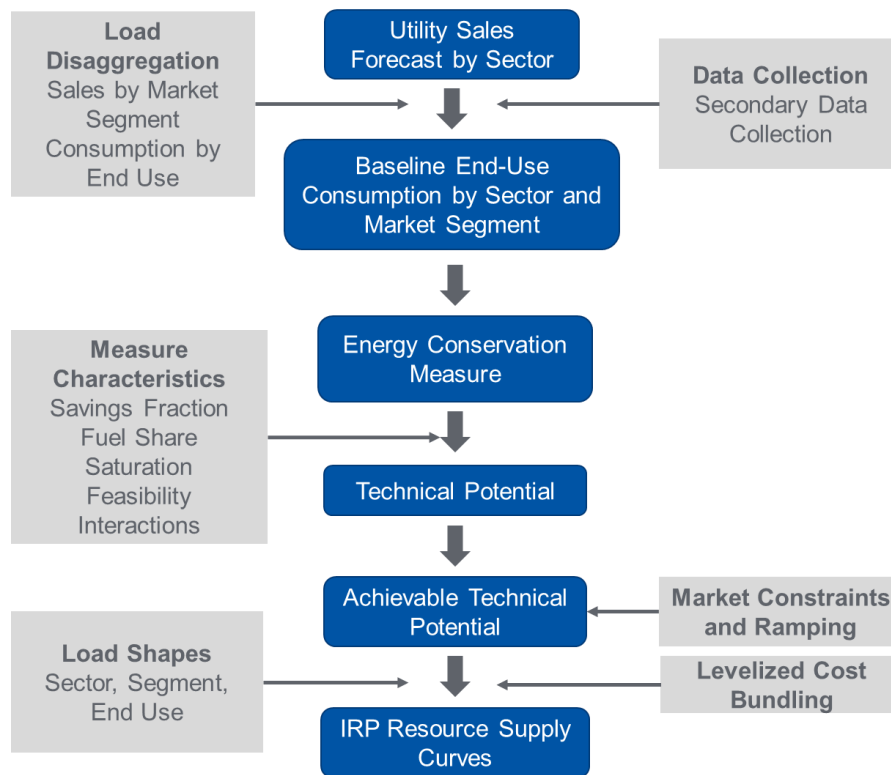 Load
Disaggregation
Sales by Market
Segment
Consumption by
End Use
Utility Sales
Forecast by Sector
Data Collection
Secondary Data
Collection
Baseline End-Use
Consumption by Sector and
Market Segment
Energy Conservation
Measure
Measure
Characteristics
Savings Fraction
Fuel Share
Saturation
Feasibility
Interactions
Technical Potential
Achievable Technical
Potential
Market Constraints
and Ramping
Load Shapes
Sector, Segment,
End Use
Levelized Cost
Bundling
IRP Resource Supply
Curves